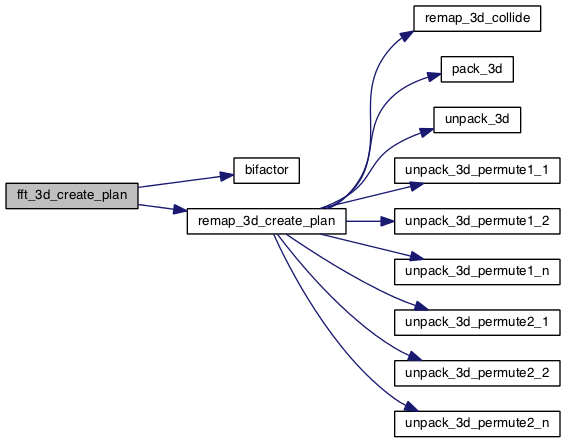 remap_3d_collide
pack_3d
unpack_3d
bifactor
unpack_3d_permute1_1
fft_3d_create_plan
remap_3d_create_plan
unpack_3d_permute1_2
unpack_3d_permute1_n
unpack_3d_permute2_1
unpack_3d_permute2_2
unpack_3d_permute2_n